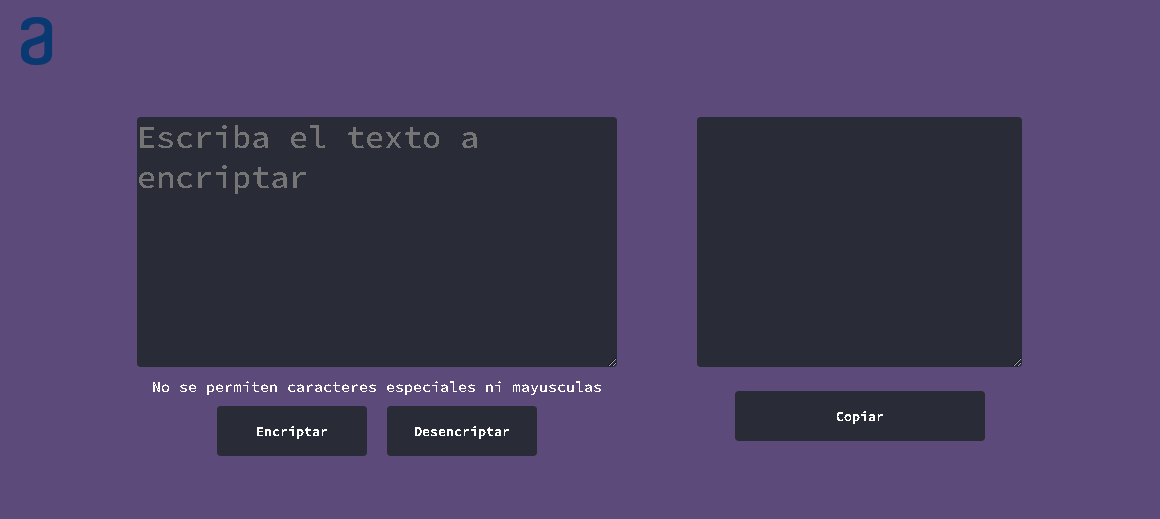 a
Escriba el texto a
encriptar
No se permiten caracteres especiales ni mayusculas
Encriptar
Desencriptar
Copiar